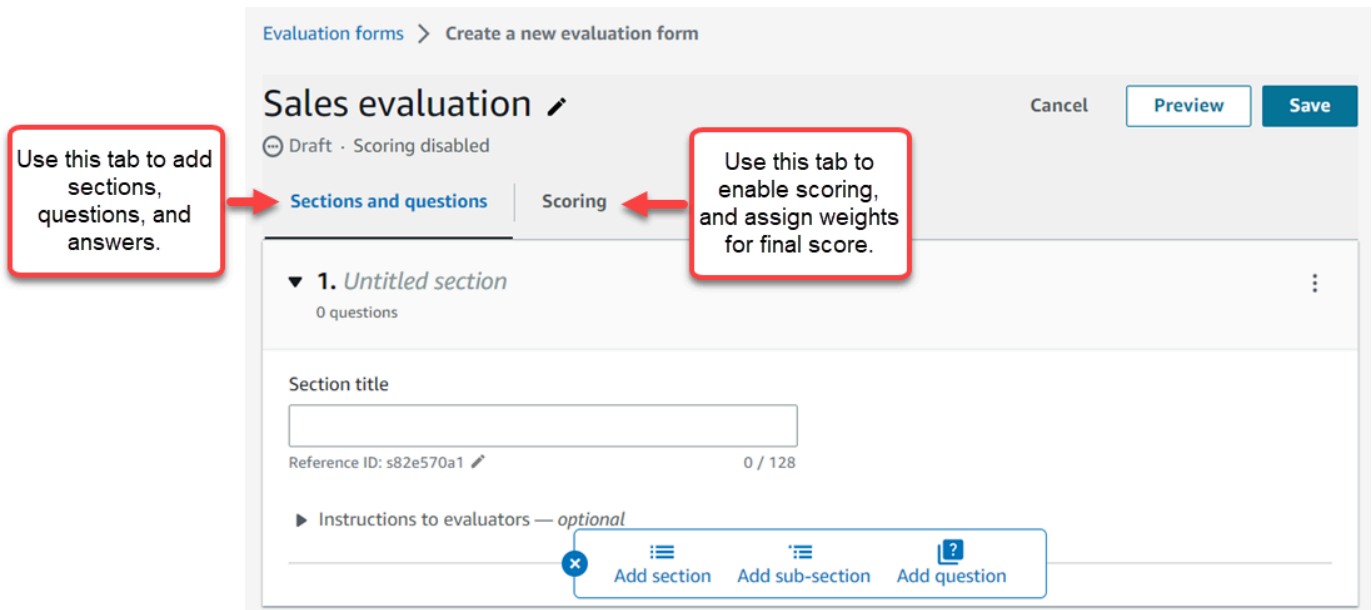 Evaluation forms > Create a new evaluation form
Sales evaluation
Cancel
Preview
Save
Draft · Scoring disabled
Use this tab to add
sections,
questions, and
answers.
Use this tab to
enable scoring,
and assign weights
for final score.
Sections and questions
Scoring
1. Untitled section
0 questions
Section title
Reference ID: s82e570a1
0 / 128
Instructions to evaluators — optional
Add section
Add sub-section
? Add question